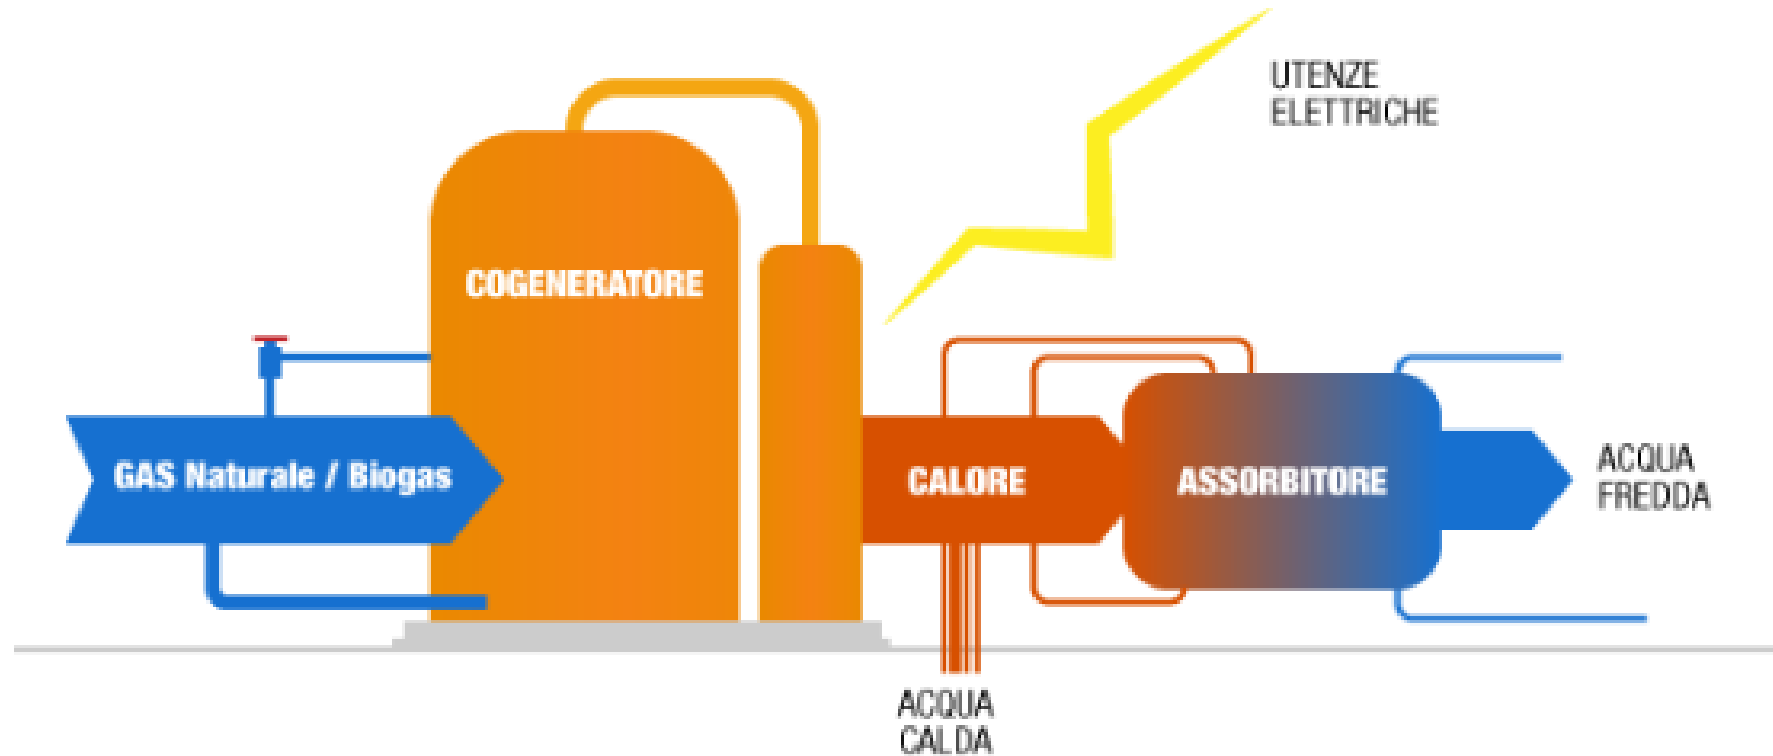 UTENZE
ELETTRICHE
COGENERATORE
GAS Naturale / Biogas
CALORE
ASSORBITORE
ACQUA
FREDDA
ACQUA
CALDA